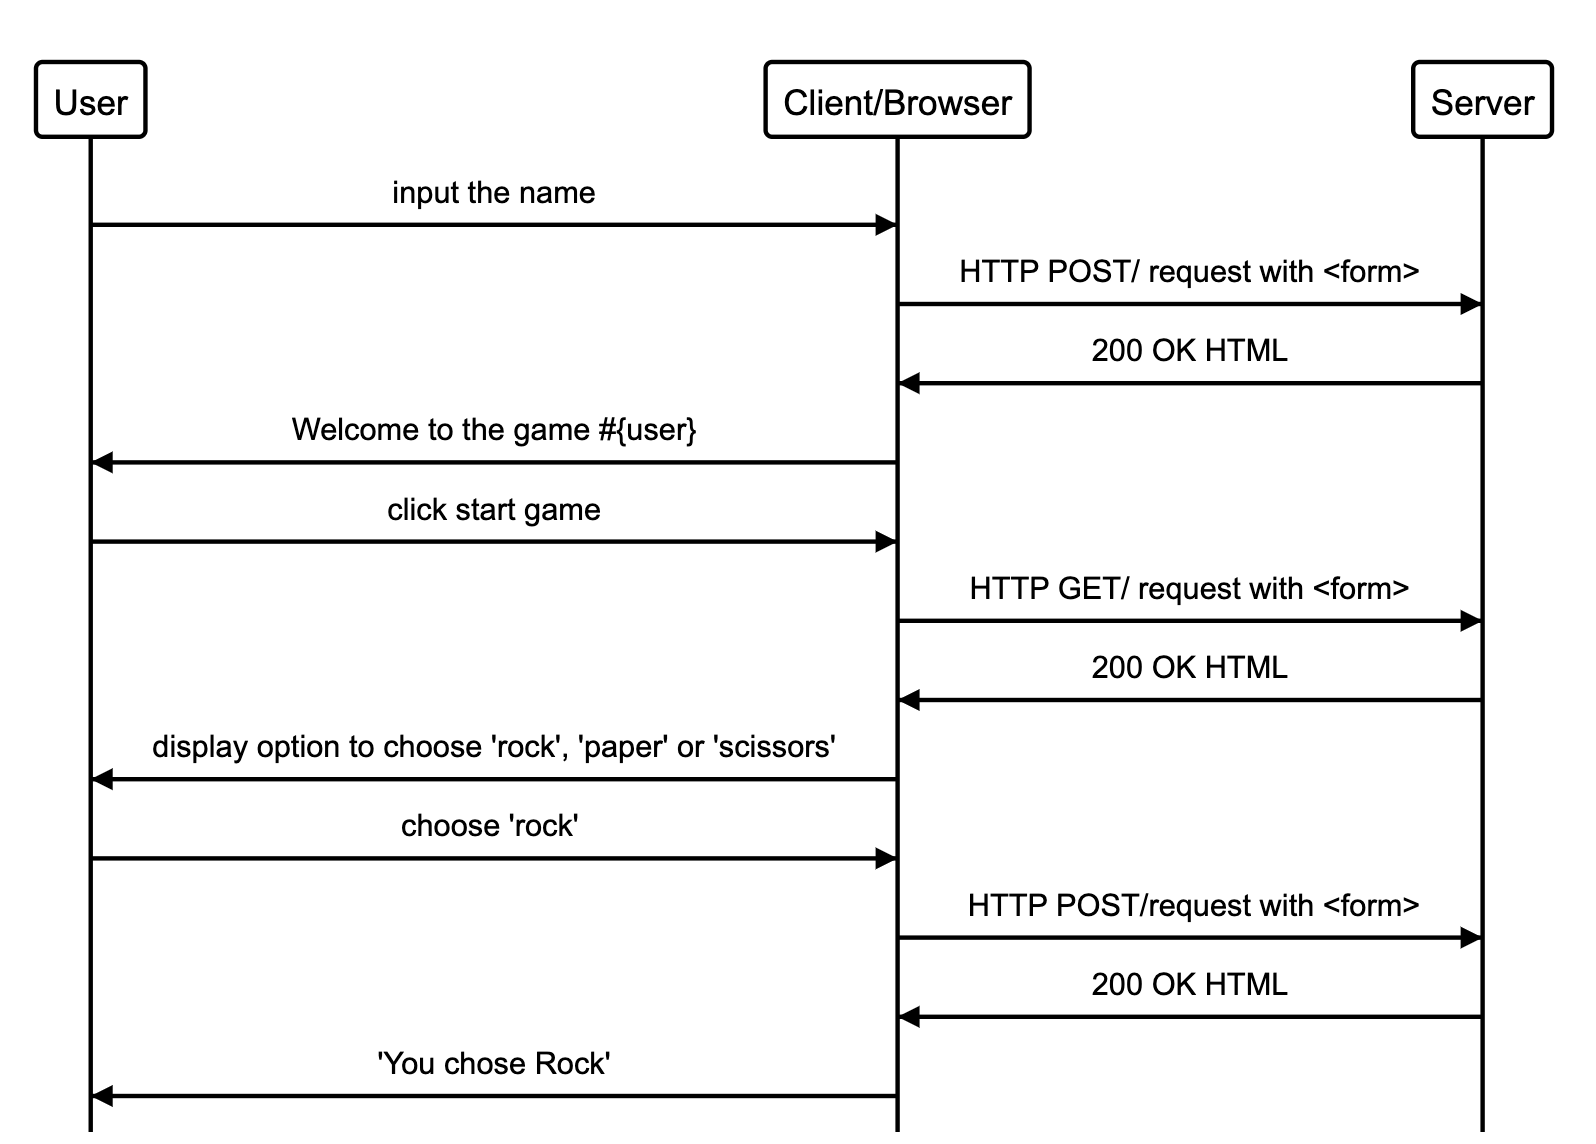 User
Client/Browser
Server
input the name
HTTP POST/ request with <form>
200 OK HTML
Welcome to the game #{user}
click start game
HTTP GET/ request with <form>
200 OK HTML
display option to choose 'rock', 'paper' or 'scissors'
choose 'rock'
HTTP POST/request with <form>
200 OK HTML
'You chose Rock'